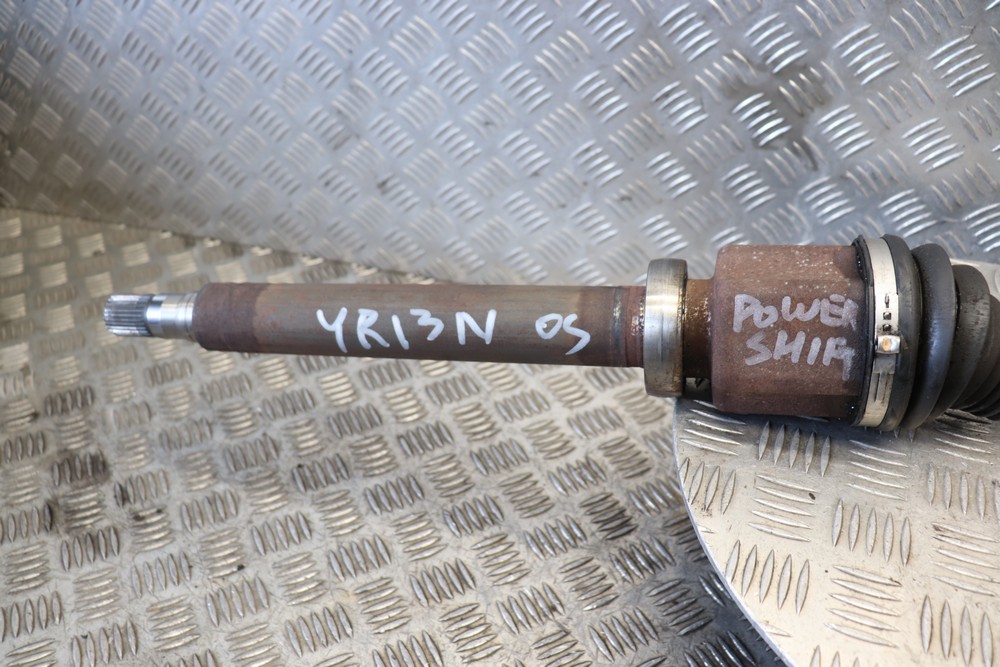 YR13N OS
POWER
SHIFT